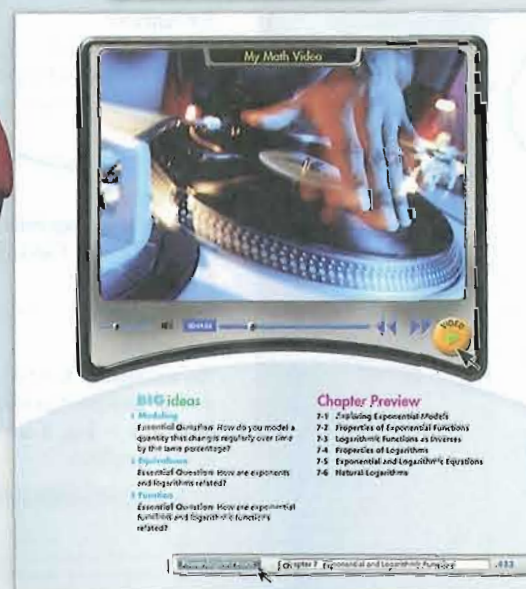 My Math Video
VIDEO
BIG ideas
1 Modeling
Essential Question How do you model a
quantity that changes regularly over time
by the same percentage?
2 Equivalence
Essential Question How are exponents
and logarithms related?
3 Function
Essential Question How are exponential
functions and logarithmic functions
related?
Chapter Preview
7-1 Exploring Exponential Models
7-2 Properties of Exponential Functions
7-3 Logarithmic Functions as Inverses
7-4 Properties of Logarithms
7-5 Exponential and Logarithmic Equations
7-6 Natural Logarithms
Chapter 7 Exponential and Logarithmic Functions 433